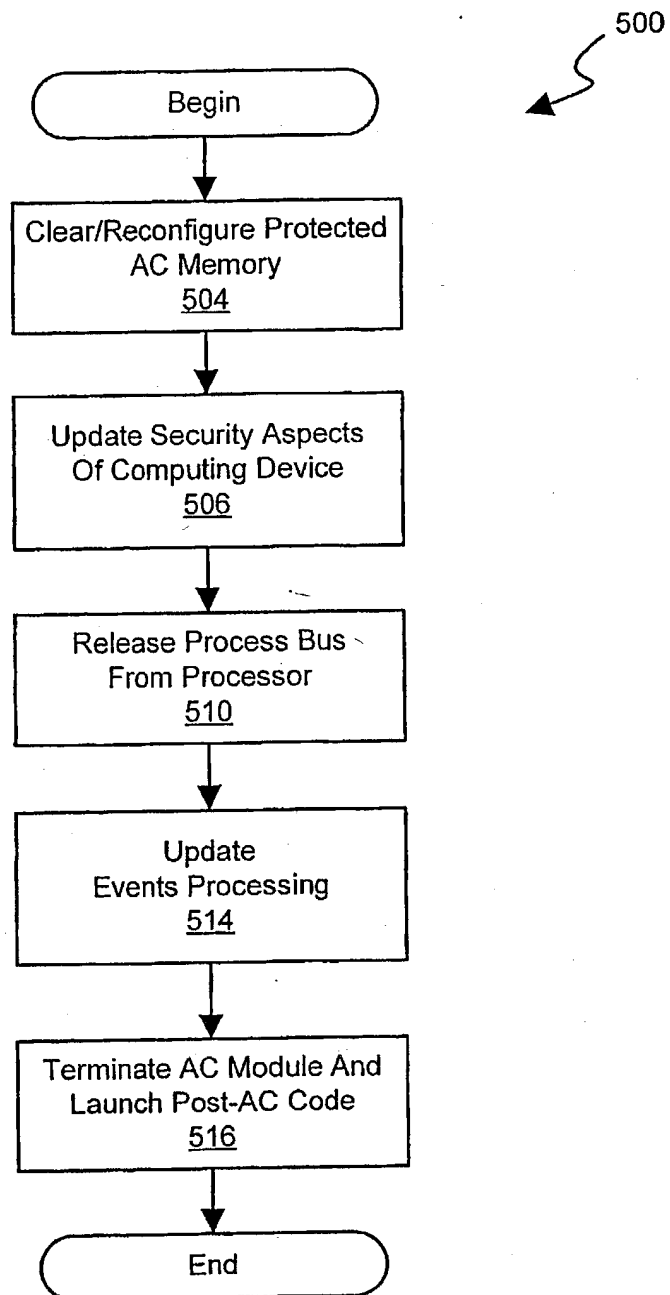 500
Begin
Clear/Reconfigure Protected
AC Memory
504
Update Security Aspects
Of Computing Device
506
Release Process Bus
From Processor
510
Update
Events Processing
514
Terminate AC Module And
Launch Post-AC Code
516
End